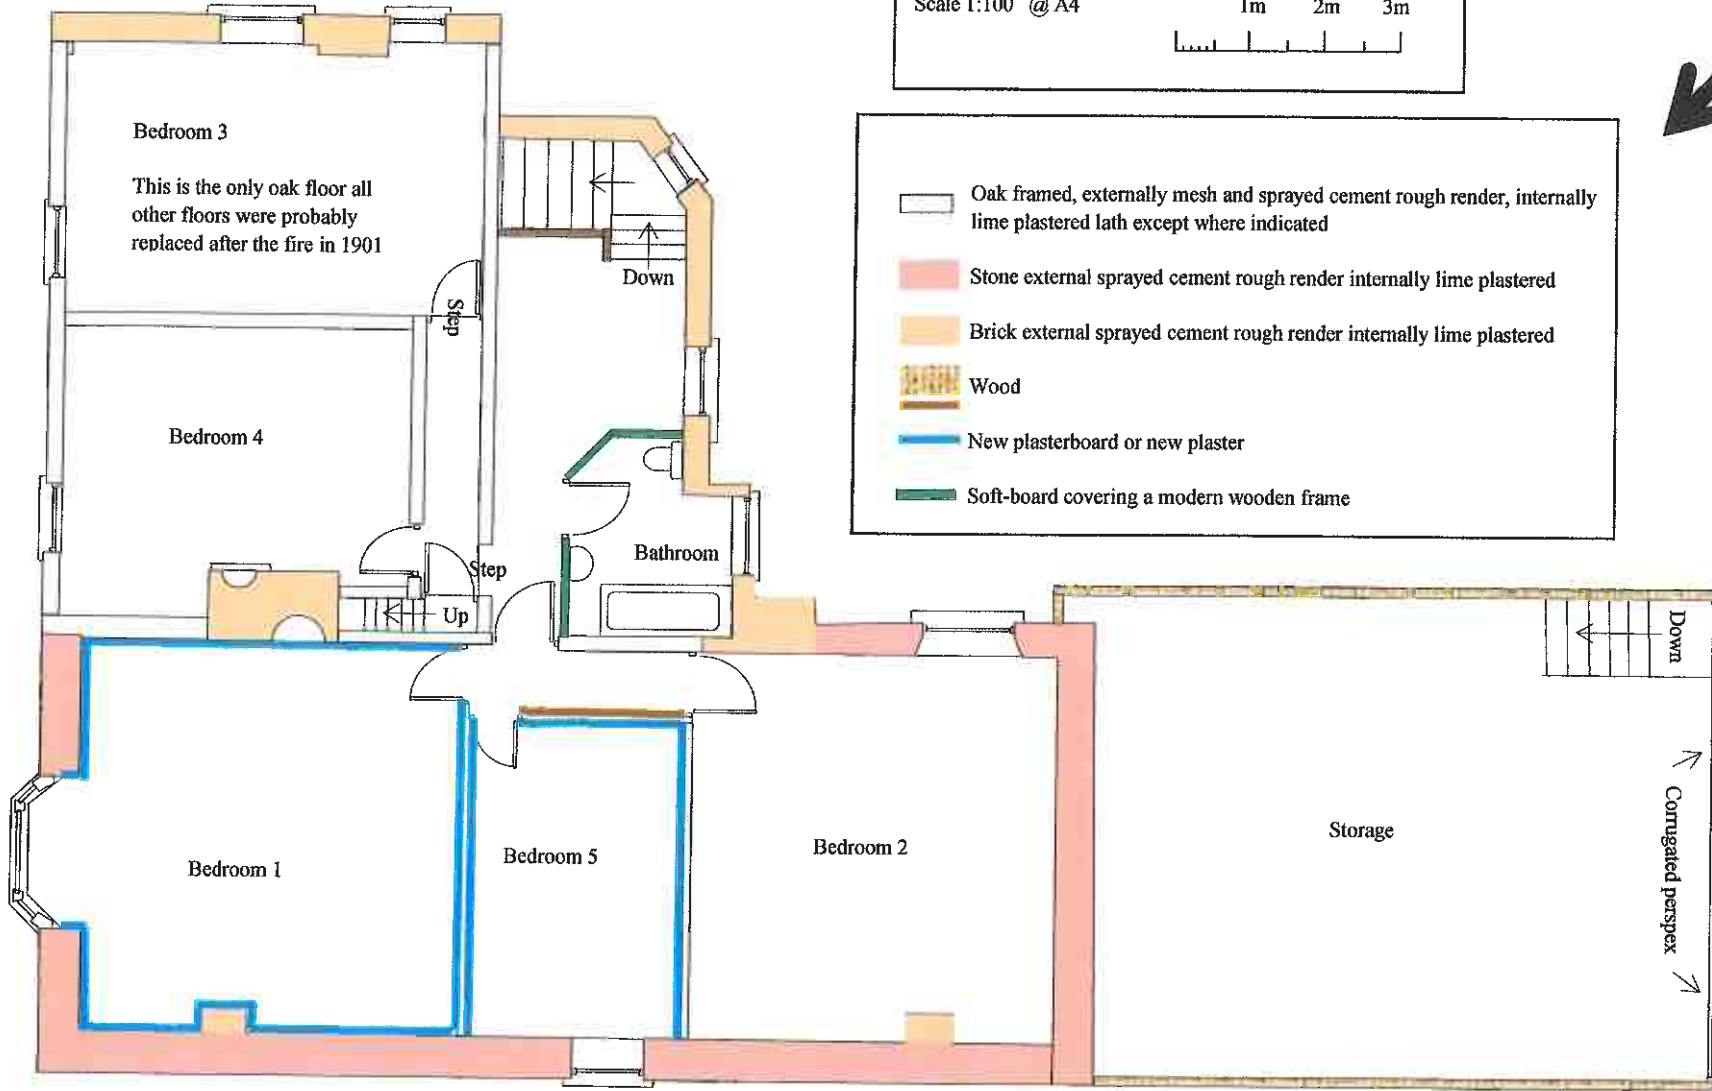 Scale 1:100 @ A4
1m 2m 3m
Bedroom 3
This is the only oak floor all
other floors were probably
replaced after the fire in 1901
Step
Down
Oak framed, externally mesh and sprayed cement rough render, internally
lime plastered lath except where indicated
Stone external sprayed cement rough render internally lime plastered
Brick external sprayed cement rough render internally lime plastered
Wood
New plasterboard or new plaster
Soft-board covering a modern wooden frame
Bedroom 4
Bathroom
Step
Up
Down
Bedroom 1
Bedroom 5
Bedroom 2
Storage
Corrugated perspex